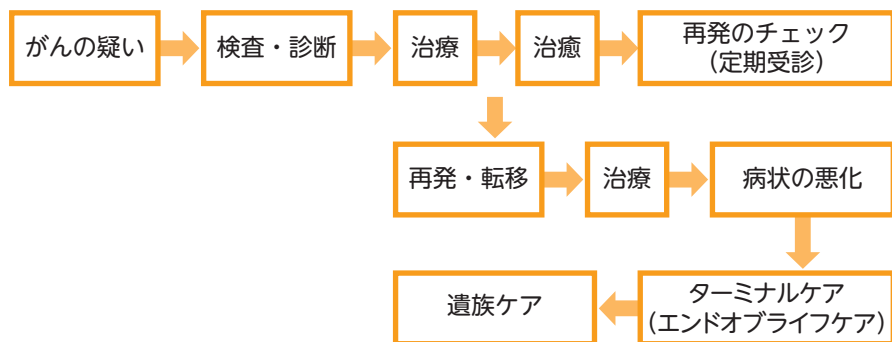 がんの疑い
検査・診断
治療
治癒
再発のチェック
（定期受診）
再発・転移
治療
病状の悪化
遺族ケア
ターミナルケア
（エンドオブライフケア）